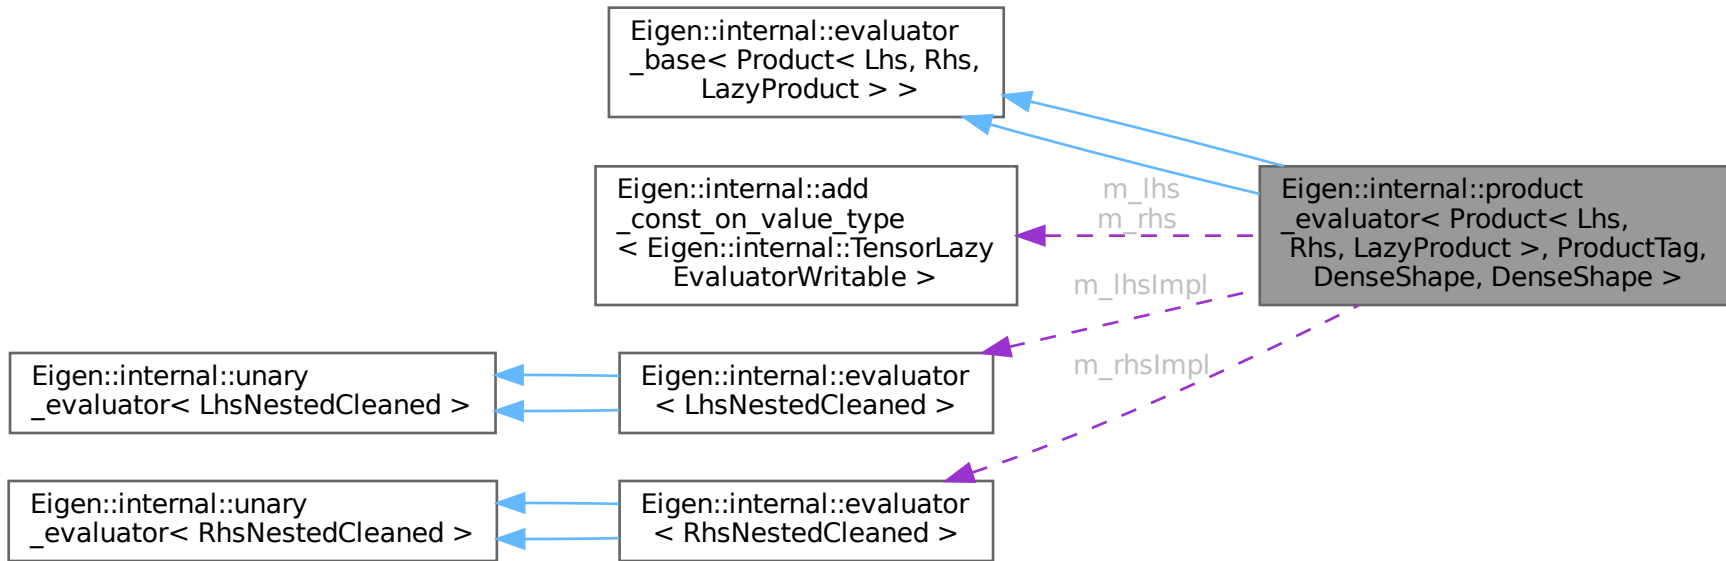 Eigen::internal::evaluator
_base< Product< Lhs, Rhs,
LazyProduct > >
Eigen::internal::add
_const_on_value_type
< Eigen::internal::TensorLazy
EvaluatorWritable >
m_lhs
m_rhs
Eigen::internal::product
_evaluator< Product< Lhs,
Rhs, LazyProduct >, ProductTag,
DenseShape, DenseShape >
m_lhsImpl
Eigen::internal::unary
_evaluator< LhsNestedCleaned >
Eigen::internal::evaluator
< LhsNestedCleaned >
m_rhsImpl
Eigen::internal::unary
_evaluator< RhsNestedCleaned >
Eigen::internal::evaluator
< RhsNestedCleaned >